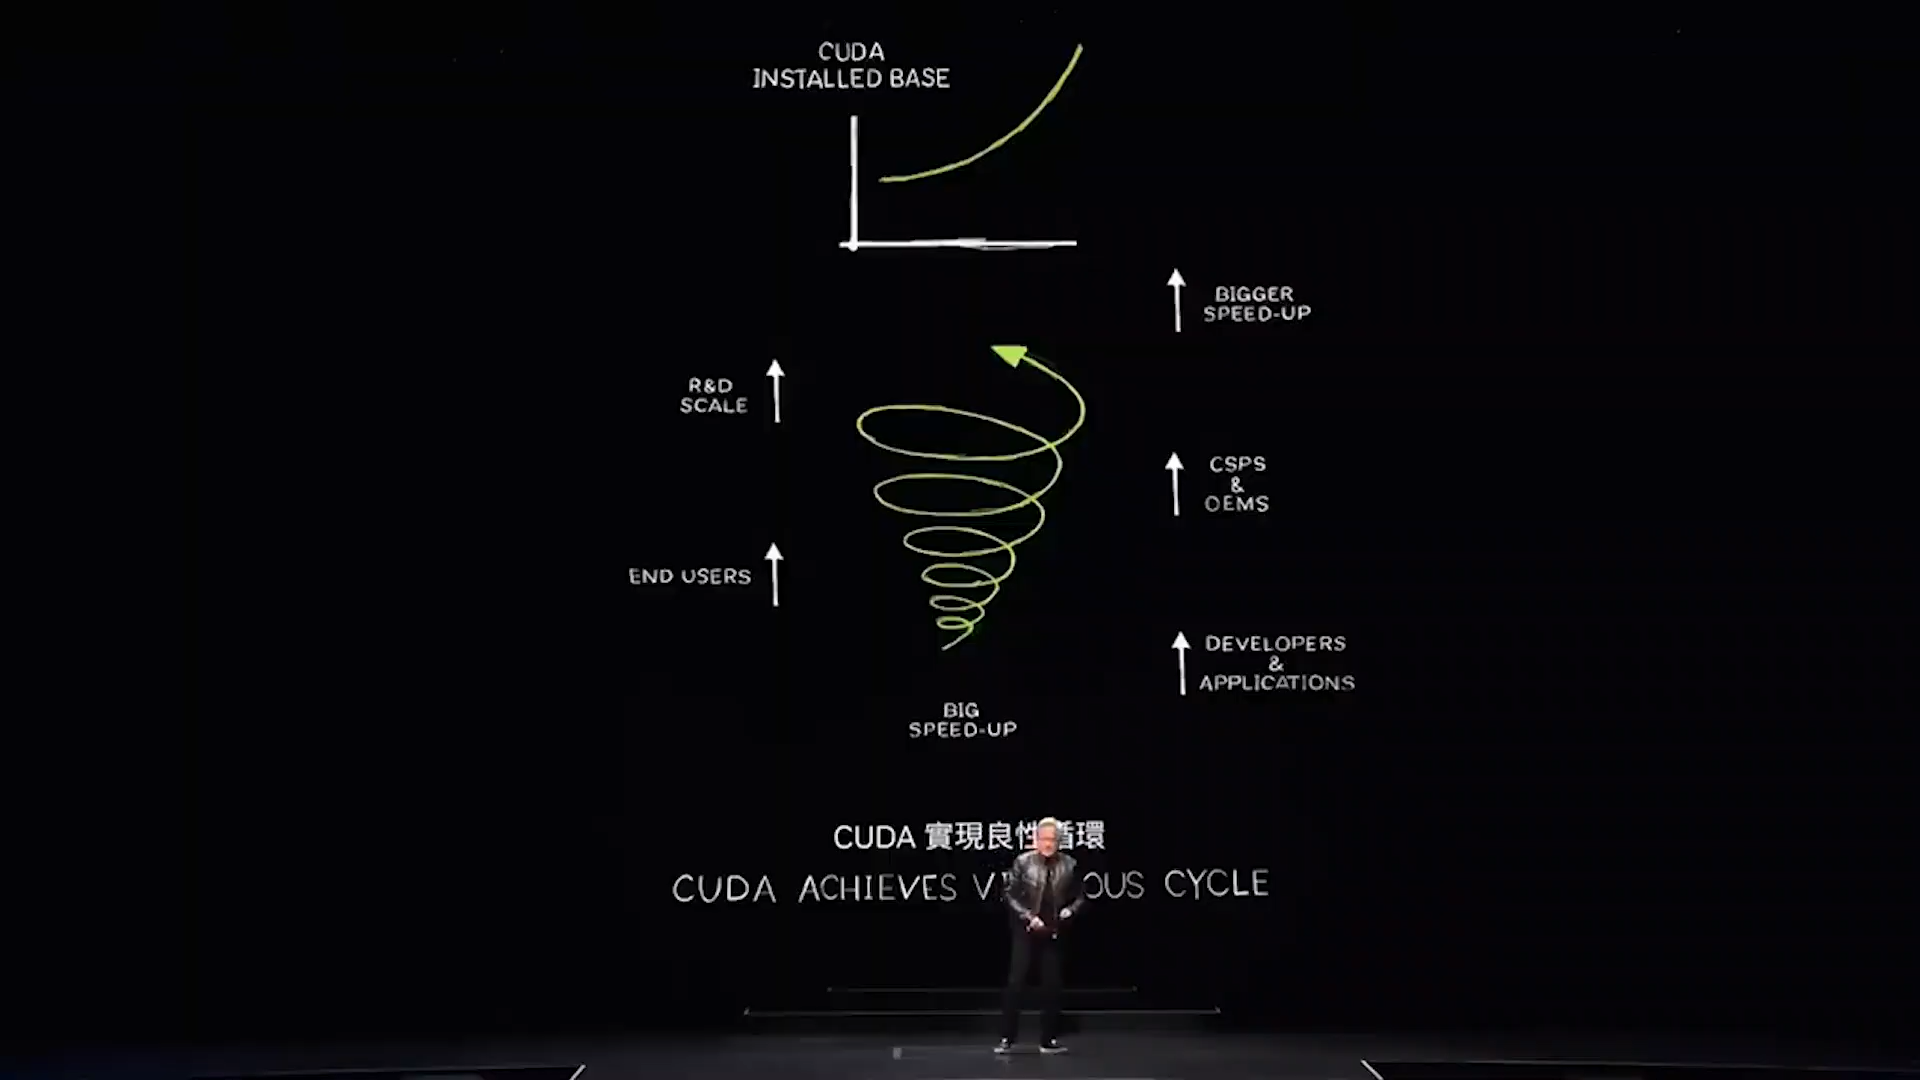 CUDA
INSTALLED BASE
BIGGER
SPEED-UP
R&D
SCALE
CSPS
&
OEMS
END USERS
DEVELOPERS
&
APPLICATIONS
BIG
SPEED-UP
CUDA 實現良性環
CUDA ACHIEVES CYCLE